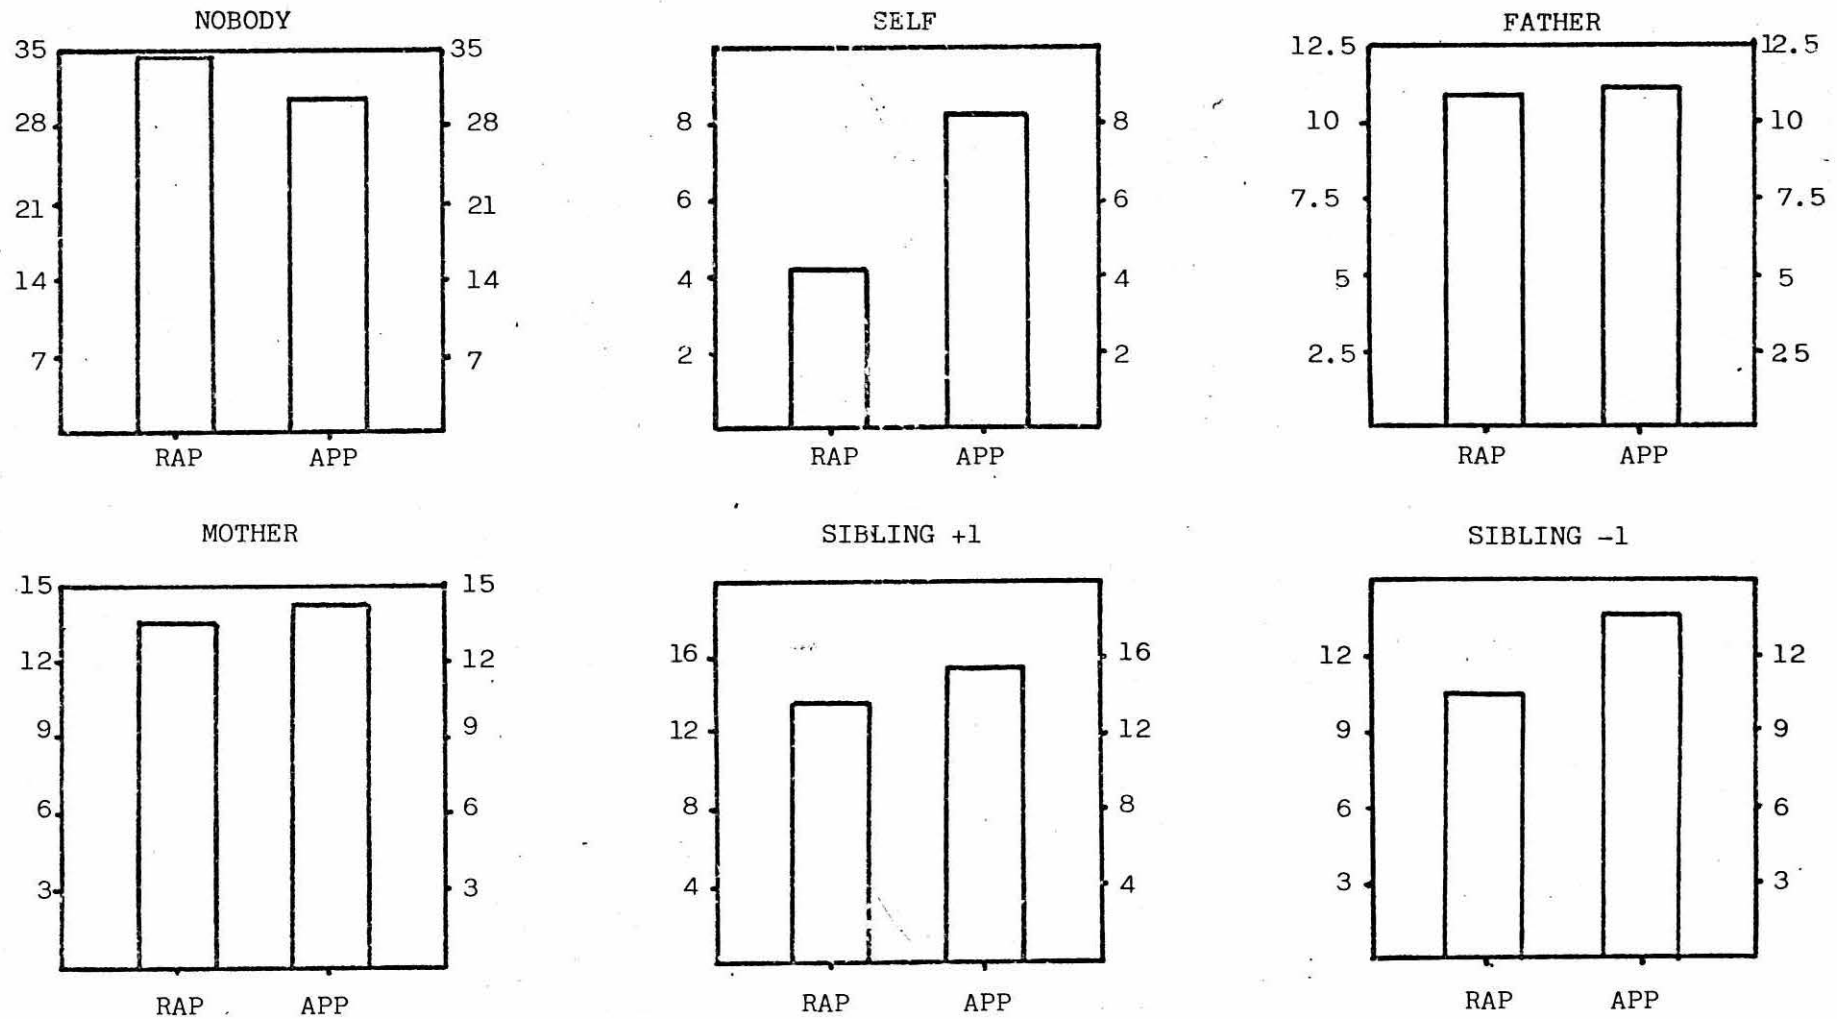 NOBODY
35 35
28 28
21 21
14 14
7 7
RAP APP
SELF
8 8
6 6
4 4
2 2
RAP APP
FATHER
12.5 12.5
10 10
7.5 7.5
5 5
2.5 2.5
RAP APP
MOTHER
15 15
12 12
9 9
6 6
3 3
RAP APP
SIBLING +1
16 16
12 12
8 8
4 4
RAP APP
SIBLING -1
12 12
9 9
6 6
3 3
RAP APP